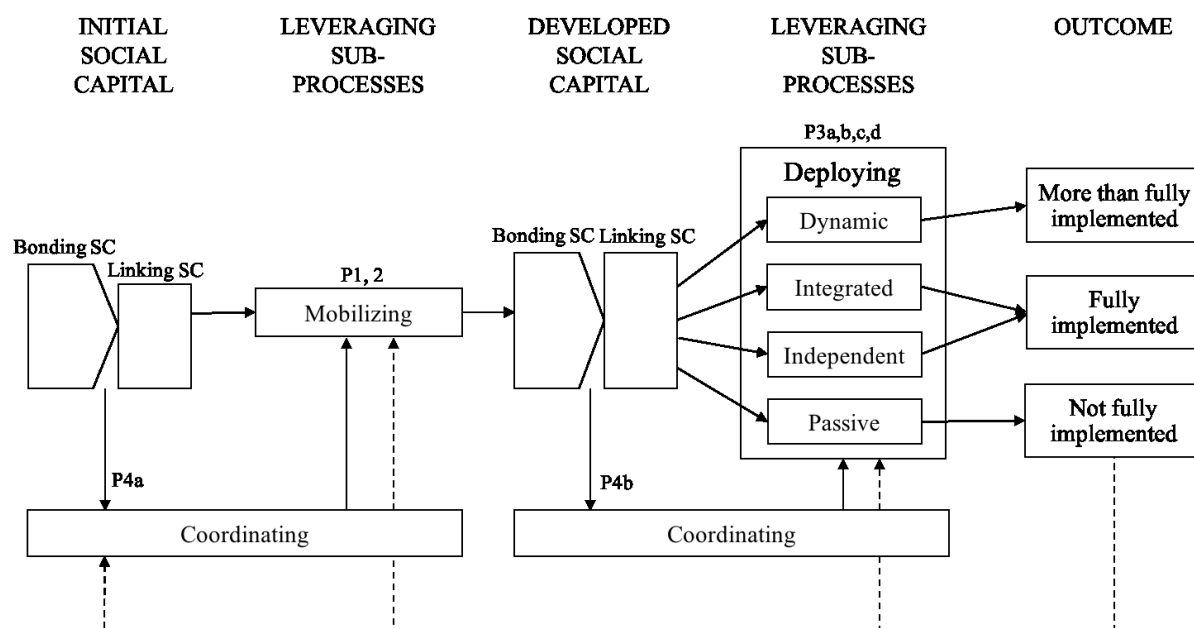 INITIAL
SOCIAL
CAPITAL
LEVERAGING
SUB-
PROCESSES
DEVELOPED
SOCIAL
CAPITAL
LEVERAGING
SUB-
PROCESSES
OUTCOME
P3a,b,c,d
Deploying
Dynamic
Integrated
Independent
Passive
More than fully
implemented
Fully
implemented
Not fully
implemented
Bonding SC
Linking SC
P1, 2
Mobilizing
Bonding SC
Linking SC
P4a
P4b
Coordinating
Coordinating